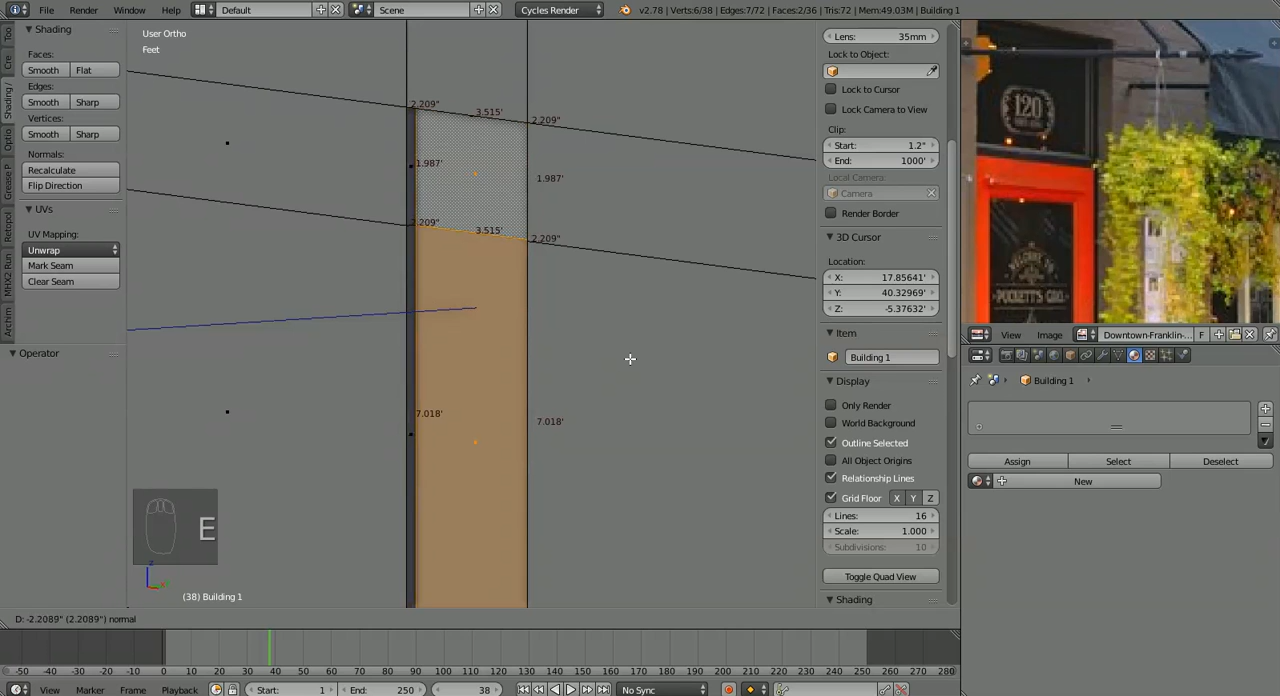 File Render Window Help Default Scene Cycles Render v2.78 | Verts:6/38 | Edges:7/72 | Faces:2/36 | Tris:72 | Mem:49.03M | Building 1
Shading
Faces:
Smooth Flat
Edges:
Smooth Sharp
Vertices:
Smooth Sharp
Normals:
Recalculate
Flip Direction
UVs
UV Mapping:
Unwrap
Mark Seam
Clear Seam
Operator
Too
Cre
Shading /
Optio
Grease P
Retopol
MHX2 Run
Archim
User Ortho
Feet
2.209"
3.515'
2.209"
1.987'
1.987'
2.209"
3.515'
2.209"
7.018'
7.018'
E
(38) Building 1
D: -2.2089" (2.2089") normal
Lens: 35mm
Lock to Object:
Lock to Cursor
Lock Camera to View
Clip:
Start: 1.2"
End: 1000'
Local Camera:
Camera
Render Border
3D Cursor
Location:
X: 17.85641'
Y: 40.32969'
Z: -5.37632'
Item
Building 1
Display
Only Render
World Background
Outline Selected
All Object Origins
Relationship Lines
Grid Floor X Y Z
Lines: 16
Scale: 1.000
Subdivisions: 10
Toggle Quad View
Shading
120
View Image Downtown-Franklin-... F
Building 1
Assign Select Deselect
New
-50 -40 -30 -20 -10 0 10 20 30 40 50 60 70 80 90 100 110 120 130 140 150 160 170 180 190 200 210 220 230 240 250 260 270 280
View Marker Frame Playback Start: 1 End: 250 38 No Sync